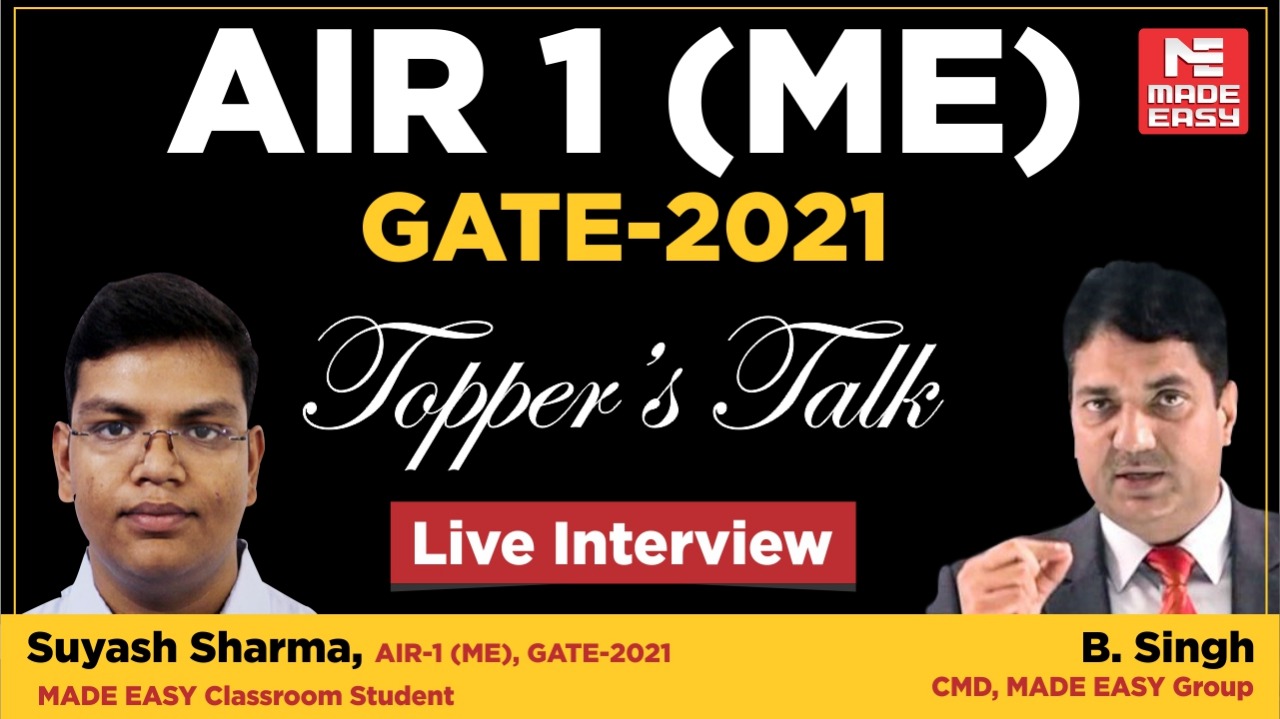 AIR 1 (ME)
ME
MADE
EASY
GATE-2021
Topper's Talk
Live Interview
Suyash Sharma, AIR-1 (ME), GATE-2021
MADE EASY Classroom Student
B. Singh
CMD, MADE EASY Group